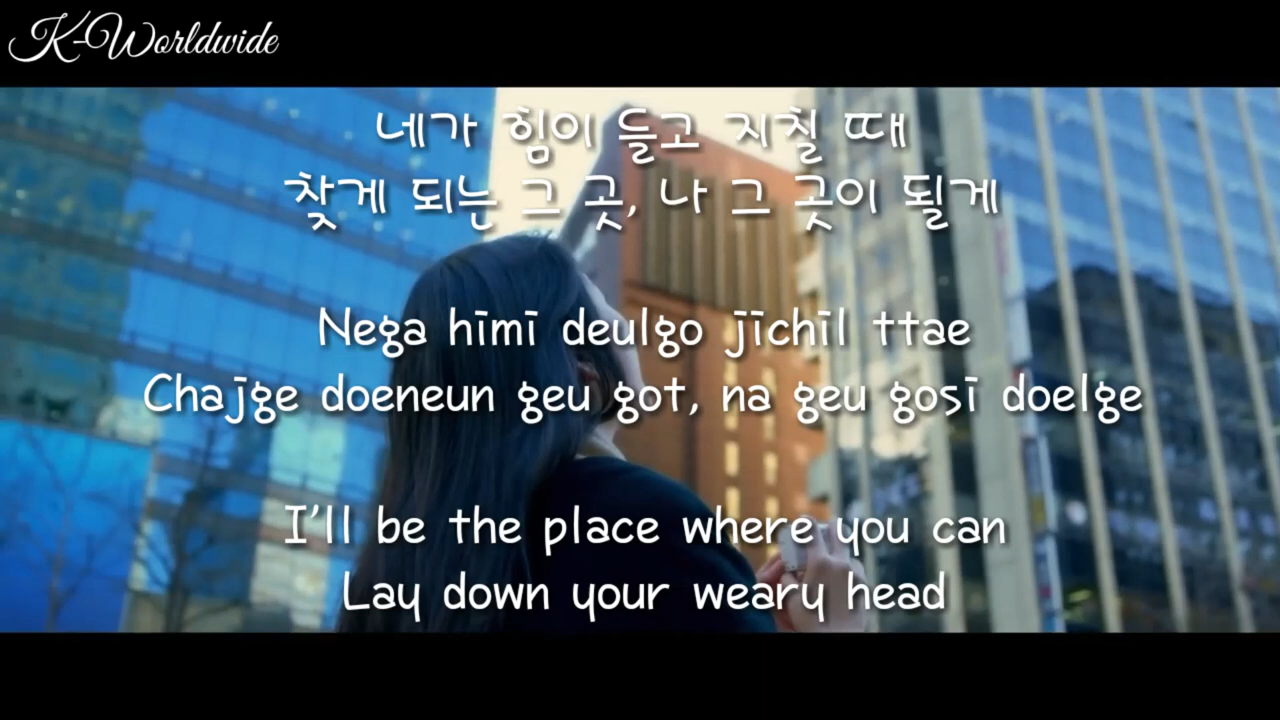 K-Worldwide
네가 힘이 들고 지칠 때
찾게 되는 그 곳, 나 그 곳이 될게
Nega himi deulgo jichil ttae
Chajge doeneun geu got, na geu gosi doelge
I'll be the place where you can
Lay down your weary head